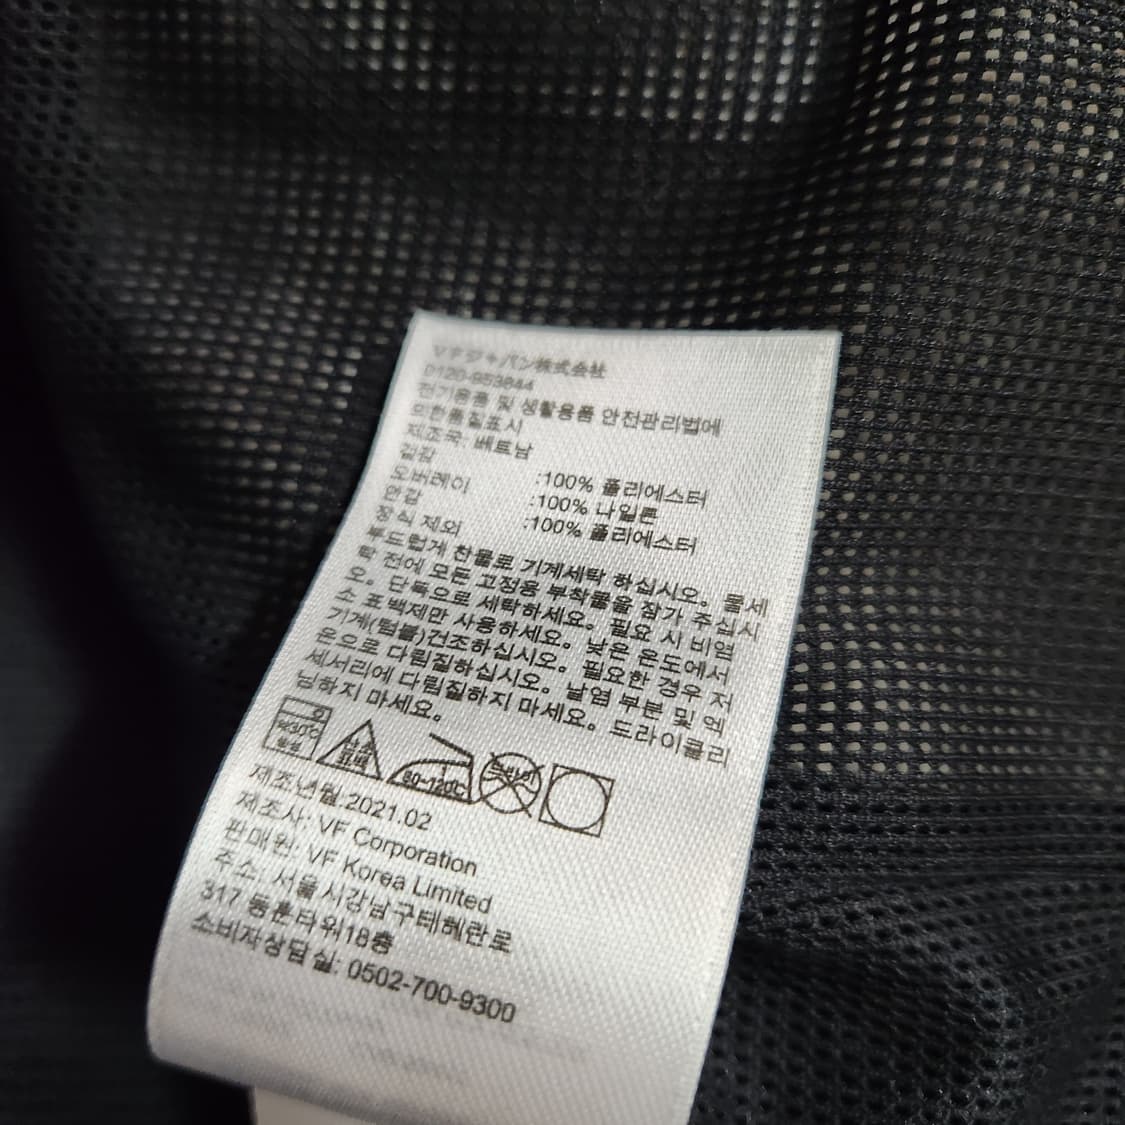 VFジャパン株式会社
0120-953844
전기용품 및 생활용품 안전관리법에
의한품질표시
제조국: 베트남
겉감 :100% 폴리에스터
오버레이 :100% 나일론
안감 :100% 폴리에스터
장식 제외
부드럽게 찬물로 기계세탁 하십시오. 물세
탁 전에 모든 고정용 부착물을 잠가 주십시
오. 단독으로 세탁하세요. 필요 시 비염
소 표백제만 사용하세요. 낮은 온도에서
기계(텀블)건조하십시오. 필요한 경우 저
온으로 다림질하십시오. 날염 부분 및 액
세서리에 다림질하지 마세요. 드라이클리
닝하지 마세요.
80~120℃
제조년월:2021.02
제조사: VF Corporation
판매원: VF Korea Limited
주소: 서울시강남구테헤란로
317 동훈타워18층
소비자상담실: 0502-700-9300